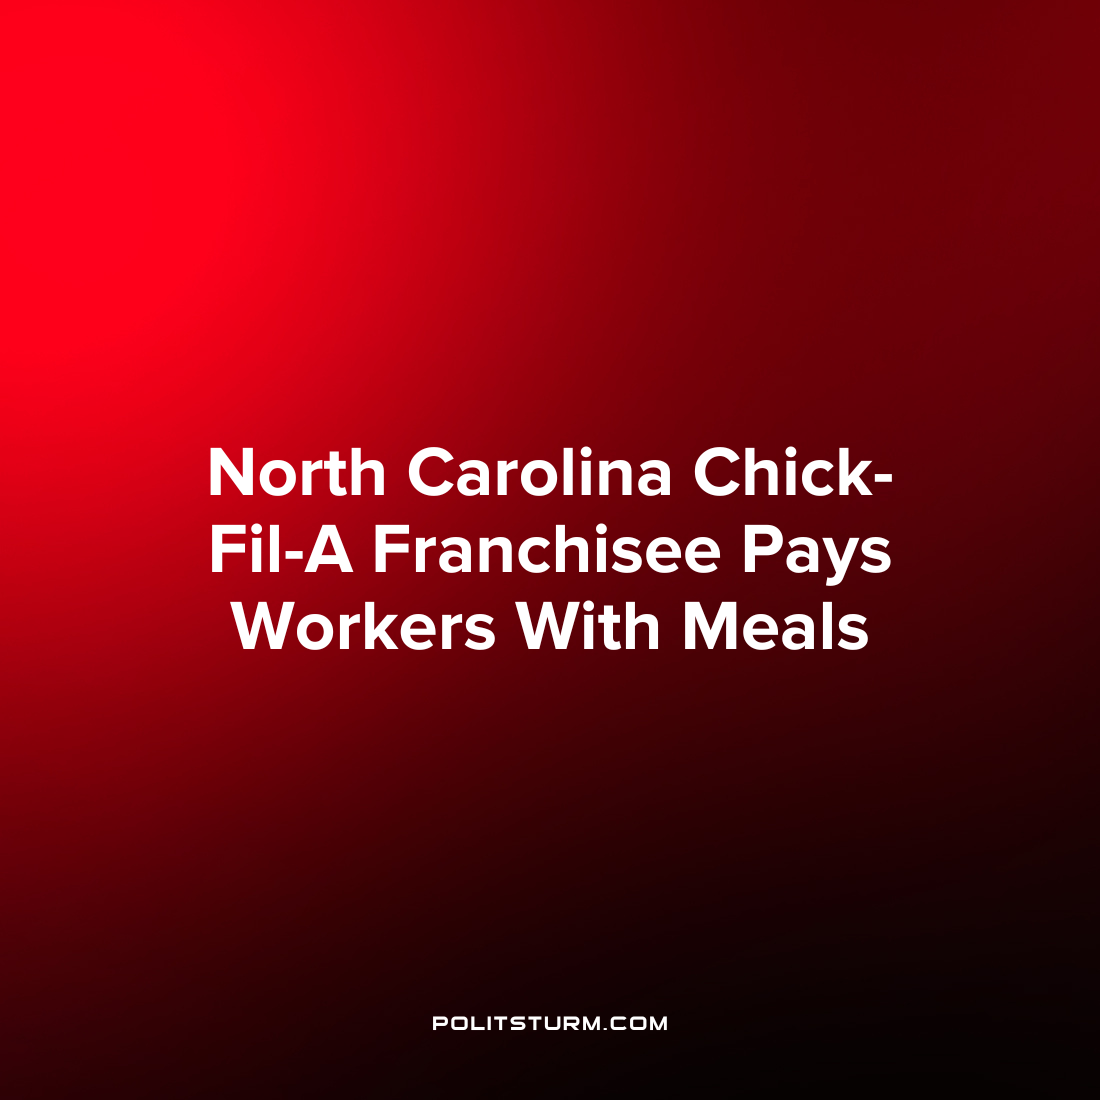 North Carolina Chick-
Fil-A Franchisee Pays
Workers With Meals
POLITSTURM.COM